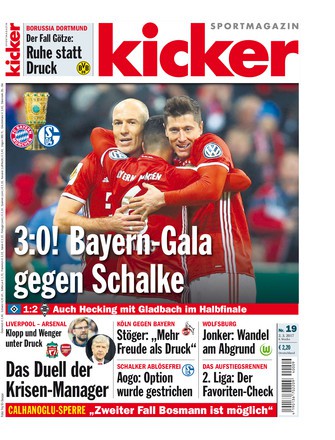 kicker
BORUSSIA DORTMUND
Der Fall Götze:
Ruhe statt
Druck
SPORTMAGAZIN
kicker
3:0! Bayern-Gala
gegen Schalke
1:2 Auch Hecking mit Gladbach im Halbfinale
LIVERPOOL – ARSENAL
Klopp und Wenger
unter Druck
Das Duell der
Krisen-Manager
KÖLN GEGEN BAYERN
Stöger: „Mehr
Freude als Druck“
SCHALKER ABLÖSEFREI
Aogo: Option
wurde gestrichen
WOLFSBURG
Jonker: Wandel
am Abgrund
DAS AUFSTIEGSRENNEN
2. Liga: Der
Favoriten-Check
Nr. 19
€ 2,20
CALHANOGLU-SPERRE „Zweiter Fall Bosmann ist möglich“